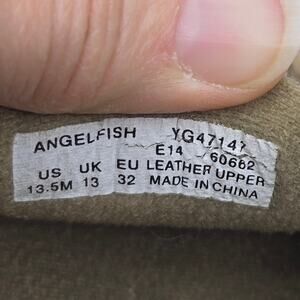 ANGELFISH YG47147
E14 60662
US UK EU LEATHER UPPER
13.5M 13 32 MADE IN CHINA